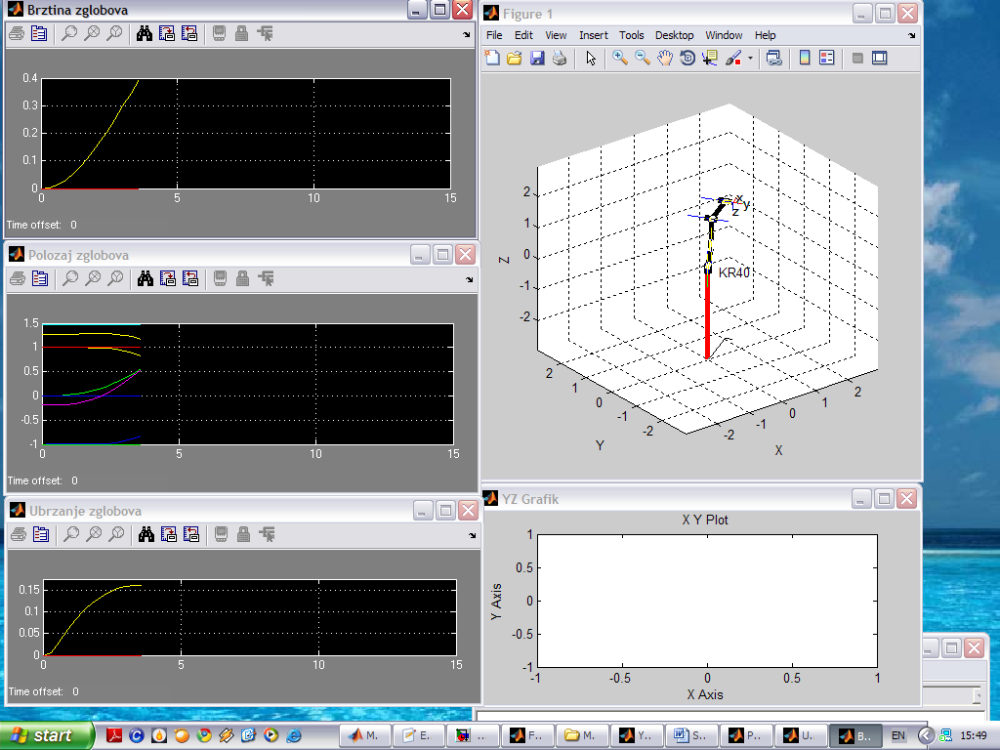 Brztina zglobova
0.4
0.3
0.2
0.1
0
0 5 10 15
Time offset: 0
Polozaj zglobova
1.5
1
0.5
0
-0.5
-1
0 5 10 15
Time offset: 0
Ubrzanje zglobova
0.15
0.1
0.05
0
0 5 10 15
Time offset: 0
Figure 1
File Edit View Insert Tools Desktop Window Help
2
1
0
-1
-2
Z
x
y
z
KR40
2
1
0
-1
-2
Y
-2
-1
0
1
2
X
YZ Grafik
X Y Plot
1
0.5
0
-0.5
-1
Y Axis
-1 -0.5 0 0.5 1
X Axis
start M. E. .. F.. M. Y.. S.. P.. U. B.. EN 15:49